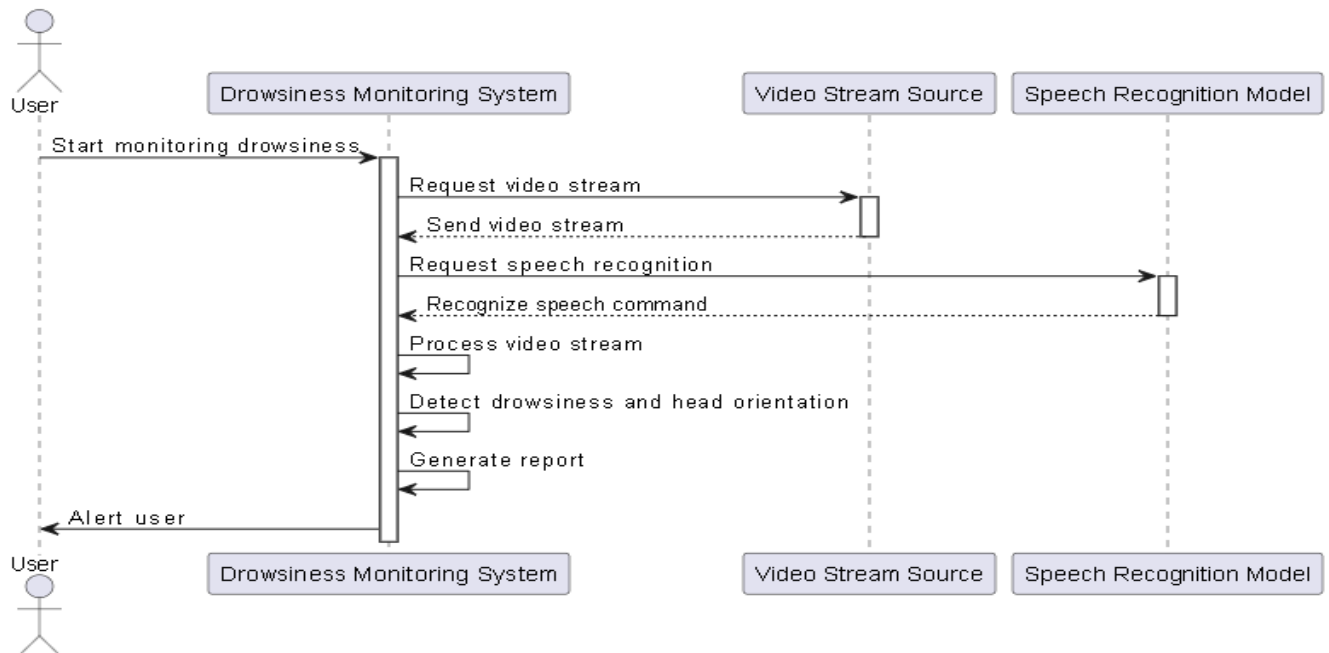 User
Drowsiness Monitoring System
Video Stream Source
Speech Recognition Model
Start monitoring drowsiness
Request video stream
Send video stream
Request speech recognition
Recognize speech command
Process video stream
Detect drowsiness and head orientation
Generate report
Alert user
User
Drowsiness Monitoring System
Video Stream Source
Speech Recognition Model